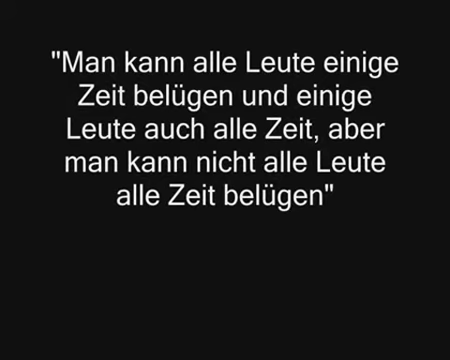 "Man kann alle Leute einige
Zeit belügen und einige
Leute auch alle Zeit, aber
man kann nicht alle Leute
alle Zeit belügen"